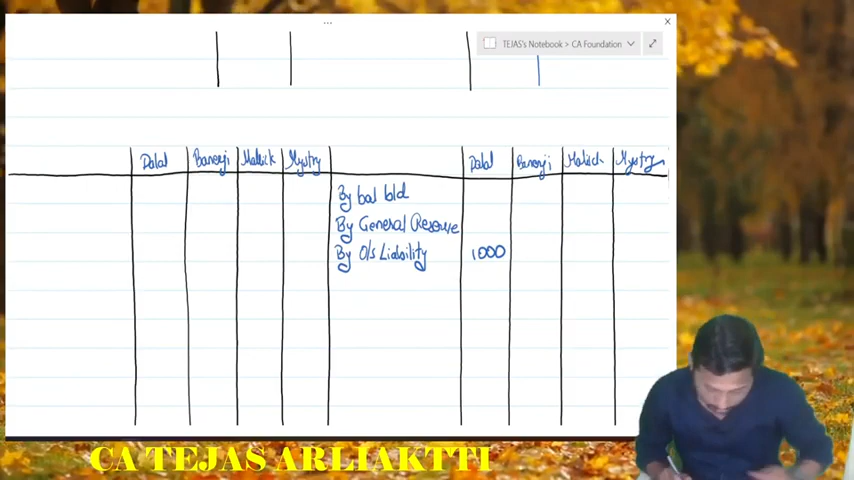 TEJAS's Notebook > CA Foundation
Dalal Banerji Mallick Mystry Dalal Banerji Mallick Mystry
By bal b/d
By General Reserve
By O/s Liability 1000
CA TEJAS ARLIAKTTI